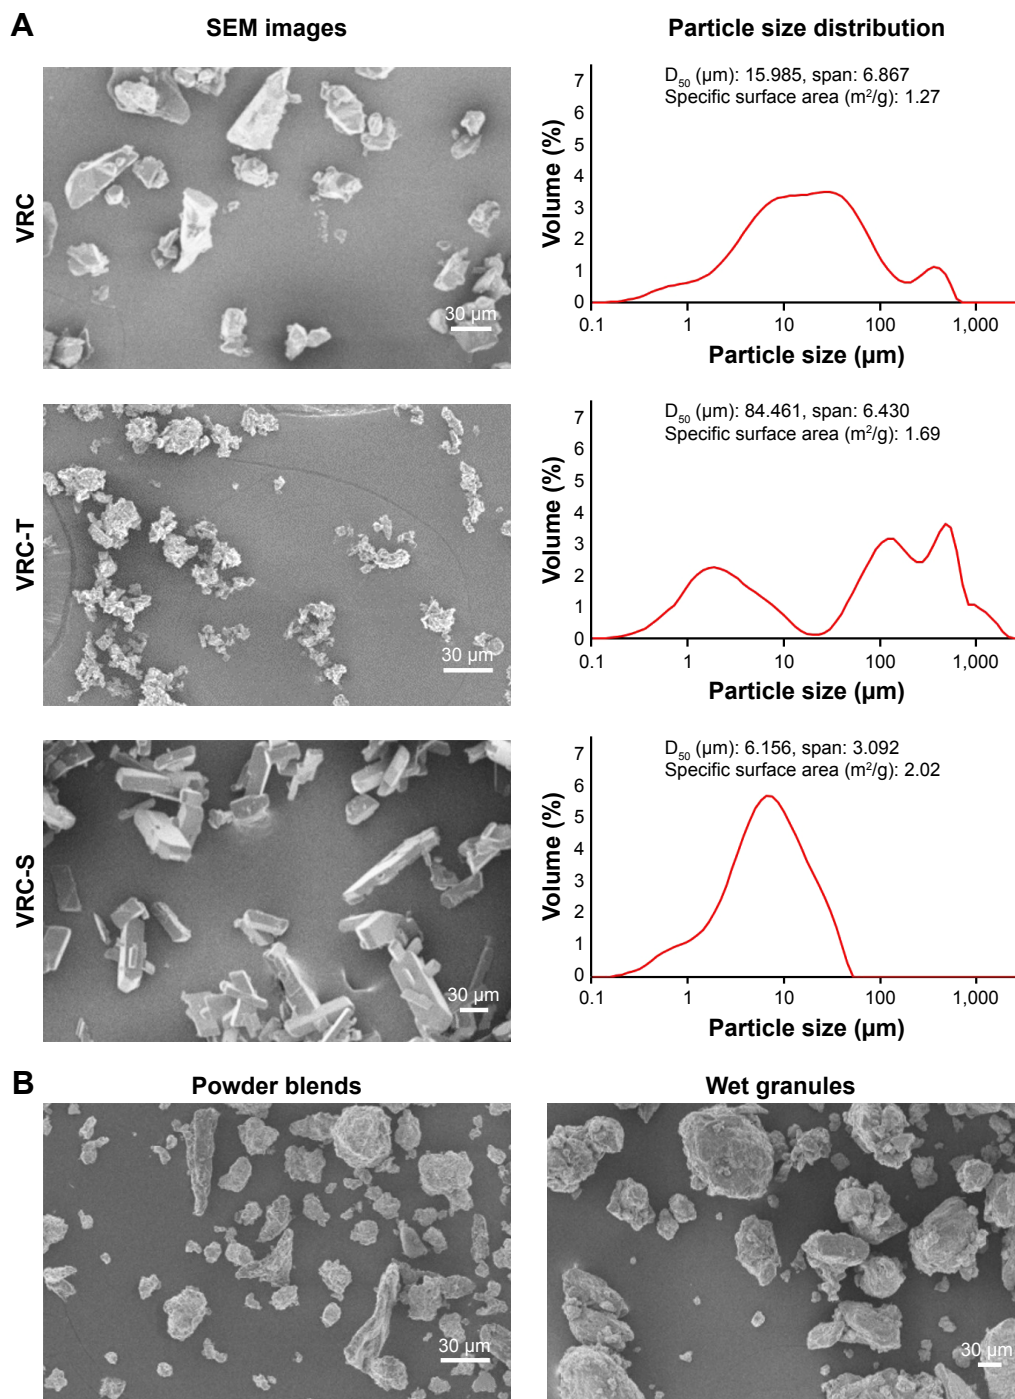 A
SEM images
Particle size distribution
VRC
30 µm
Volume (%)
7
6
5
4
3
2
1
0
D₅₀ (µm): 15.985, span: 6.867
Specific surface area (m²/g): 1.27
0.1 1 10 100 1,000
Particle size (µm)
VRC-T
30 µm
Volume (%)
7
6
5
4
3
2
1
0
D₅₀ (µm): 84.461, span: 6.430
Specific surface area (m²/g): 1.69
0.1 1 10 100 1,000
Particle size (µm)
VRC-S
30 µm
Volume (%)
7
6
5
4
3
2
1
0
D₅₀ (µm): 6.156, span: 3.092
Specific surface area (m²/g): 2.02
0.1 1 10 100 1,000
Particle size (µm)
B
Powder blends
Wet granules
30 µm
30 µm